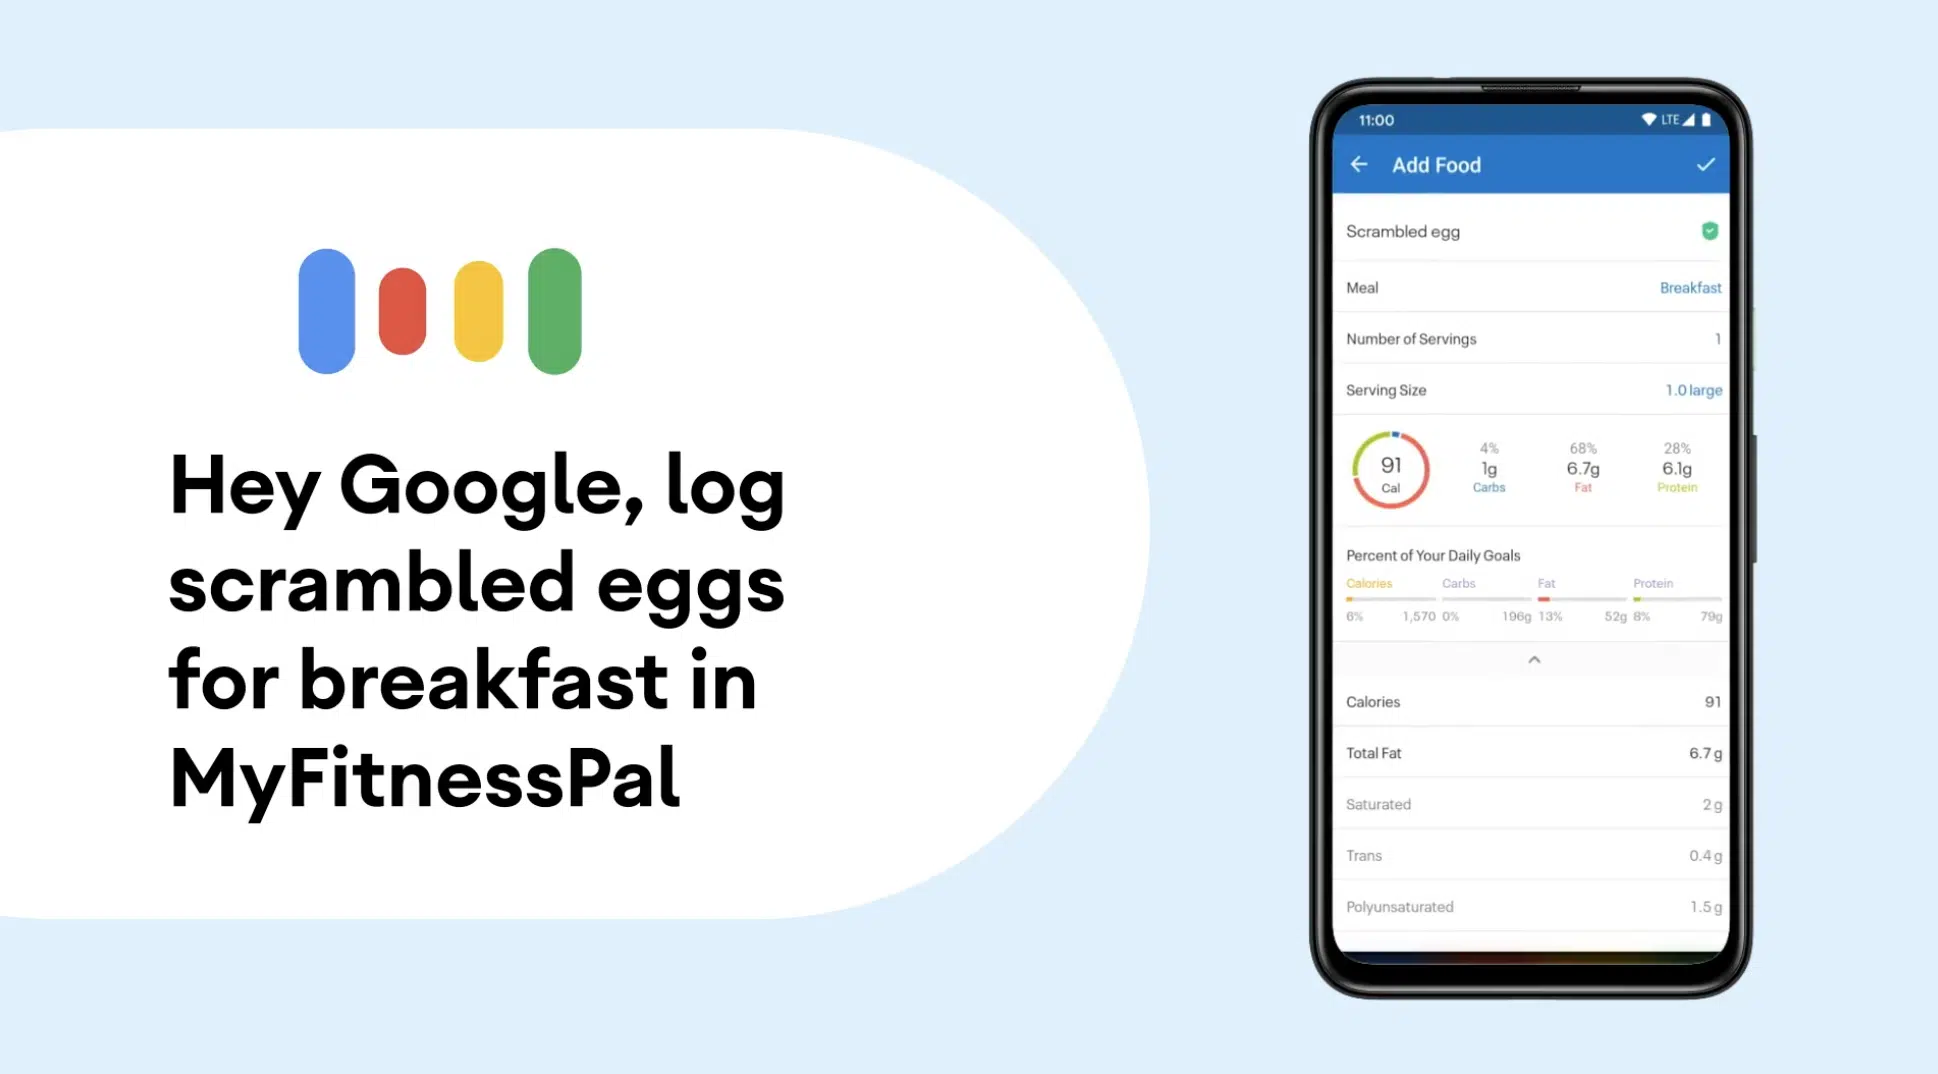 Hey Google, log
scrambled eggs
for breakfast in
MyFitnessPal
11:00 LTE
Add Food
Scrambled egg
Meal Breakfast
Number of Servings 1
Serving Size 1.0 large
91
Cal
4% 68% 28%
1g 6.7g 6.1g
Carbs Fat Protein
Percent of Your Daily Goals
Calories Carbs Fat Protein
6% 1,570 0% 196g 13% 52g 8% 79g
Calories 91
Total Fat 6.7 g
Saturated 2 g
Trans 0.4 g
Polyunsaturated 1.5 g